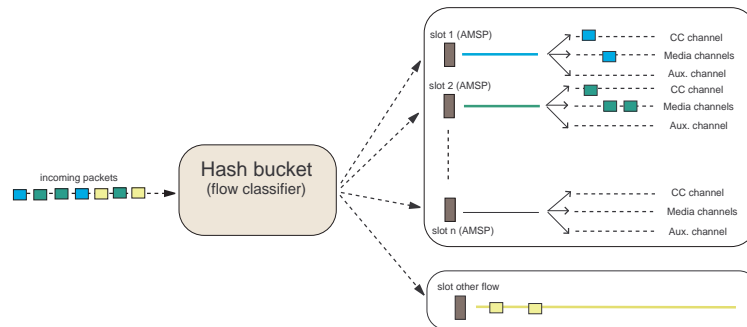 incoming packets
Hash bucket
(flow classifier)
slot 1 (AMSP)
CC channel
Media channels
Aux. channel
slot 2 (AMSP)
CC channel
Media channels
Aux. channel
slot n (AMSP)
CC channel
Media channels
Aux. channel
slot other flow